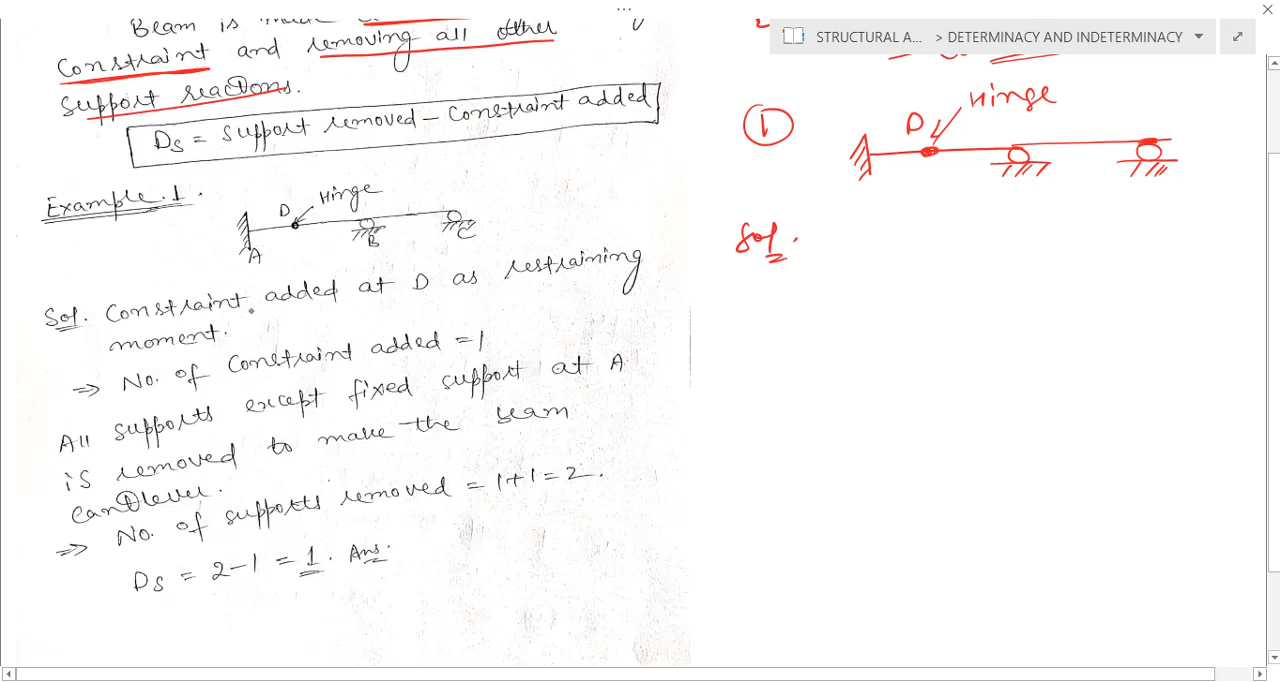 Beam is
Constraint and removing all other
support reactions.
Ds = support removed - Constraint added
Example.1.
Hinge
D
A
B
C
Sol. Constraint added at D as restraining
moment.
⇒ No. of Constraint added = 1
All supports except fixed support at A
is removed to make the beam
cantilever.
⇒ No. of supports removed = 1+1=2.
Ds = 2-1 = 1. Ans.
STRUCTURAL A... > DETERMINACY AND INDETERMINACY
1
Hinge
D
Sol.